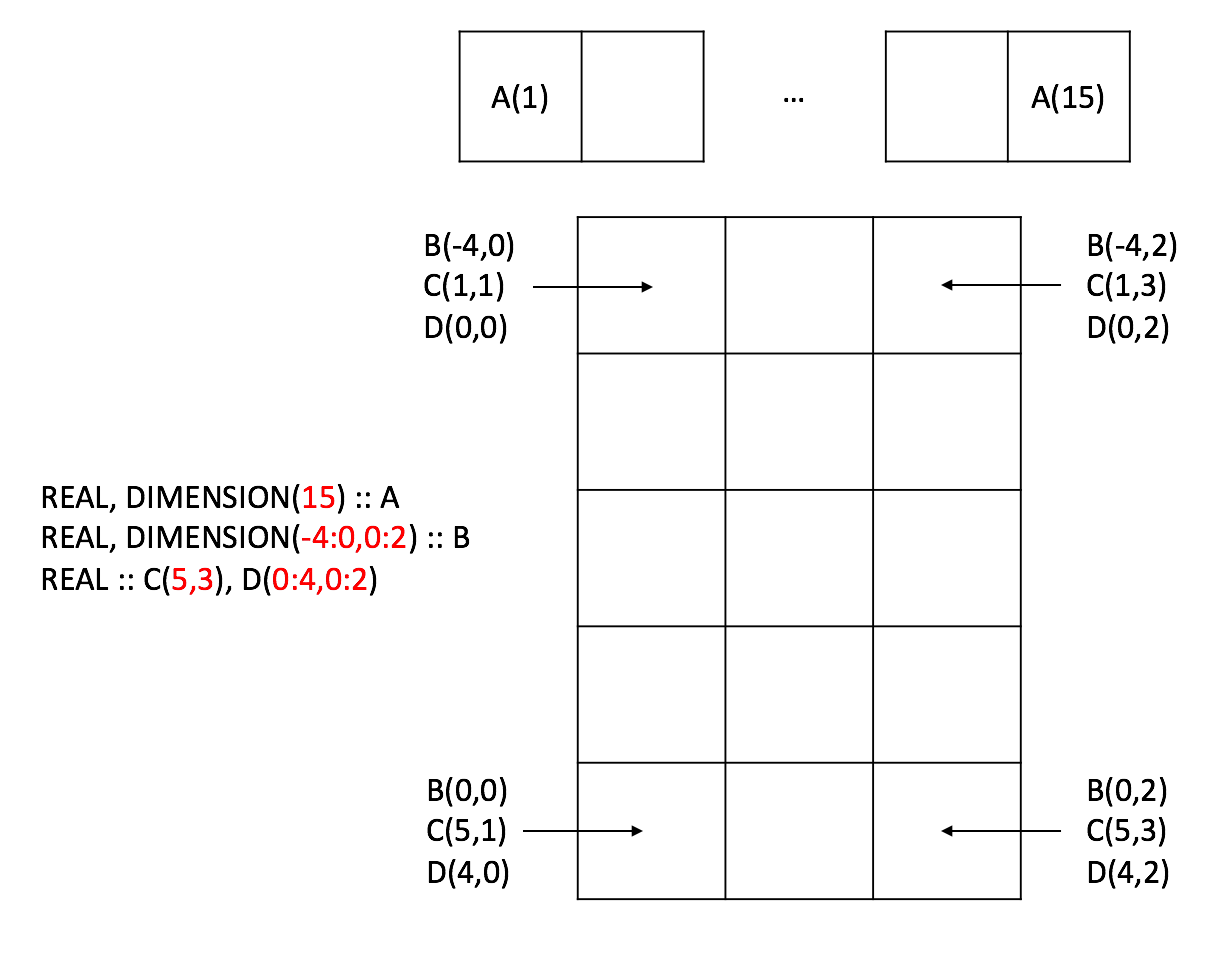 A(1)
...
A(15)
B(-4,0)
C(1,1)
D(0,0)
B(-4,2)
C(1,3)
D(0,2)
REAL, DIMENSION(15) :: A
REAL, DIMENSION(-4:0,0:2) :: B
REAL :: C(5,3), D(0:4,0:2)
B(0,0)
C(5,1)
D(4,0)
B(0,2)
C(5,3)
D(4,2)